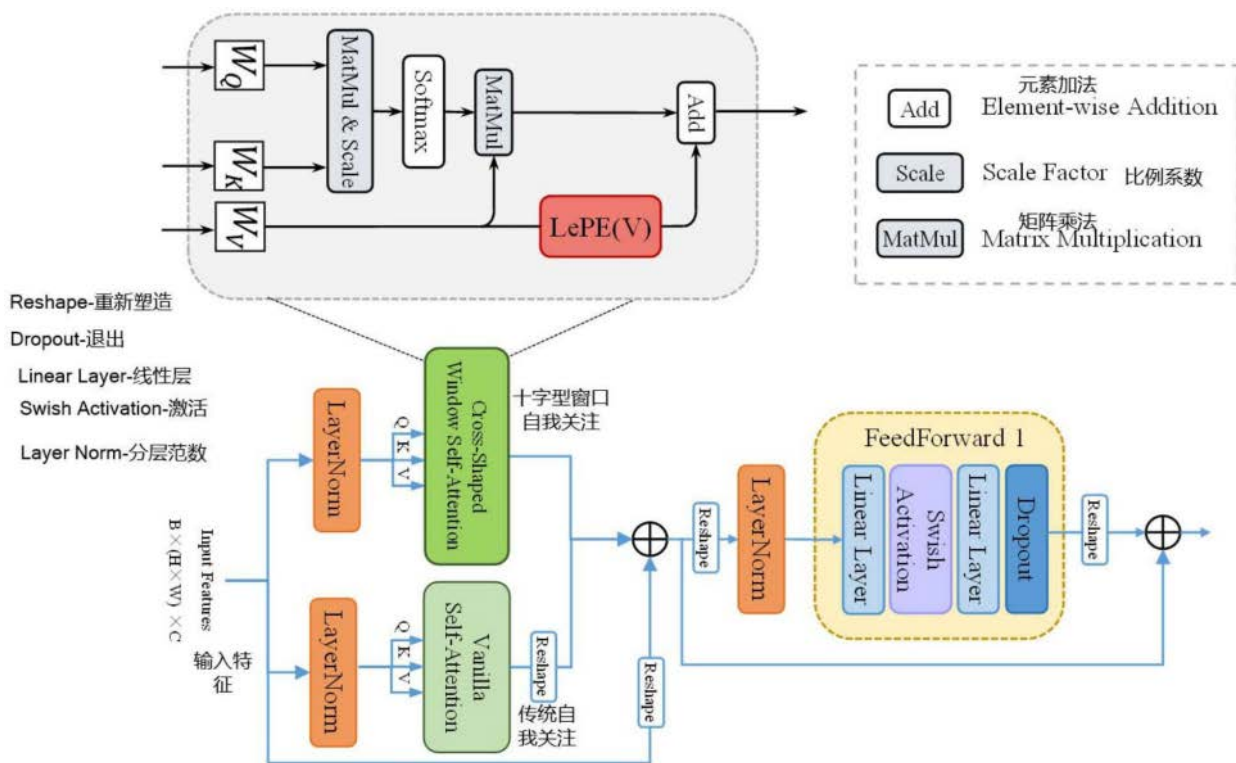 W_Q
W_K
W_V
MatMul & Scale
Softmax
MatMul
Add
LePE(V)
元素加法
Add
Element-wise Addition
Scale
Scale Factor
比例系数
矩阵乘法
MatMul
Matrix Multiplication
Reshape-重新塑造
Dropout-退出
Linear Layer-线性层
Swish Activation-激活
Layer Norm-分层范数
Input Features
B×(H×W)×C
输入特
征
LayerNorm
Q
K
V
Cross-Shaped
Window Self-Attention
十字型窗口
自我关注
LayerNorm
Q
K
V
Vanilla
Self-Attention
Reshape
传统自
我关注
Reshape
Reshape
LayerNorm
FeedForward 1
Linear Layer
Swish
Activation
Linear Layer
Dropout
Reshape